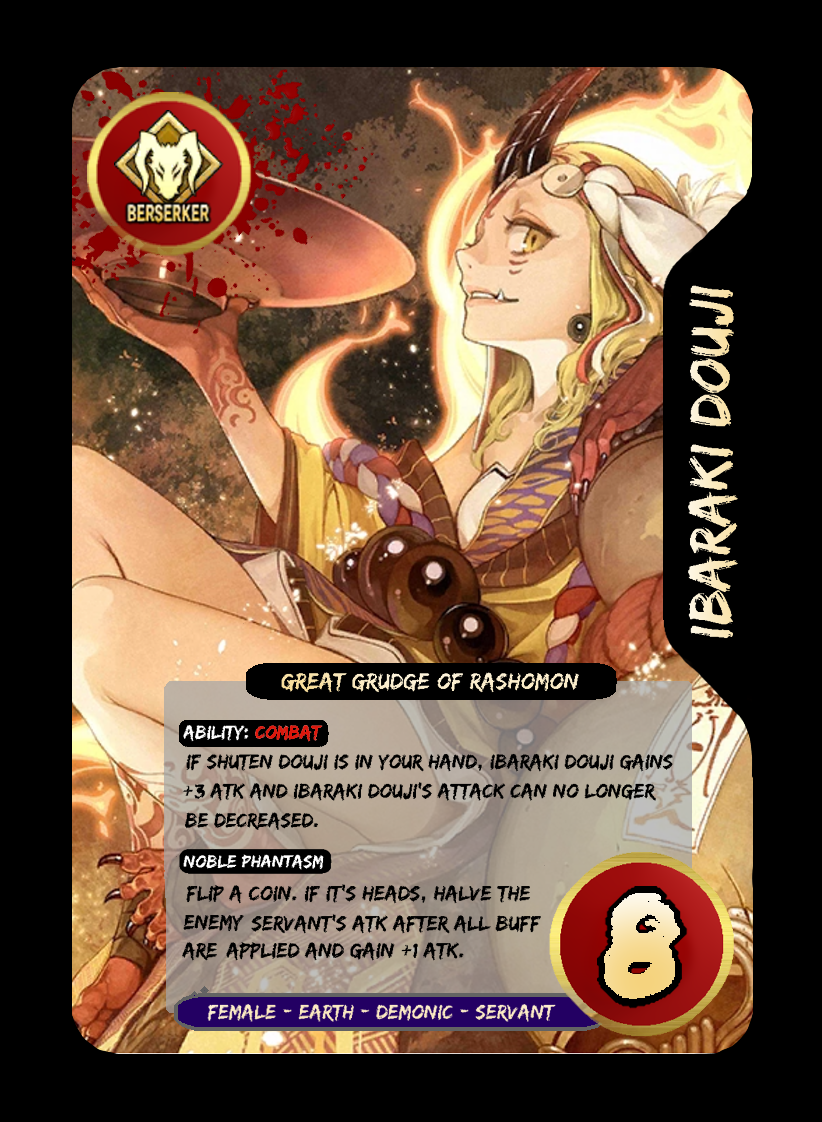 BERSERKER
IBARAKI DOUJI
GREAT GRUDGE OF RASHOMON
ABILITY: COMBAT
IF SHUTEN DOUJI IS IN YOUR HAND, IBARAKI DOUJI GAINS
+3 ATK AND IBARAKI DOUJI'S ATTACK CAN NO LONGER
BE DECREASED.
NOBLE PHANTASM
FLIP A COIN. IF IT'S HEADS, HALVE THE
ENEMY SERVANT'S ATK AFTER ALL BUFF
ARE APPLIED AND GAIN +1 ATK.
8
FEMALE - EARTH - DEMONIC - SERVANT